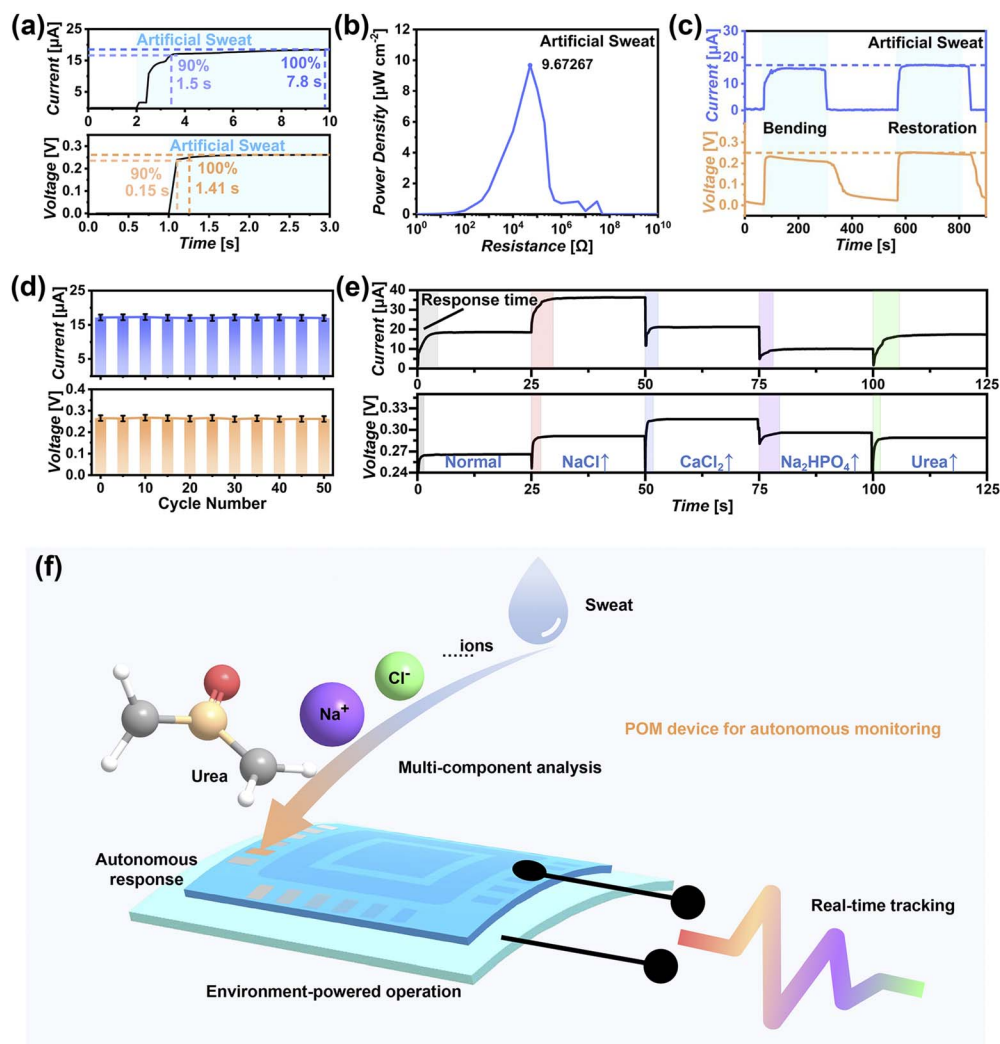 (a)
Current [µA]
25
15
5
Artificial Sweat
90%
1.5 s
100%
7.8 s
0 2 4 6 8 10
Voltage [V]
0.3
0.2
0.1
0.0
Artificial Sweat
90%
0.15 s
100%
1.41 s
0.0 0.5 1.0 1.5 2.0 2.5 3.0
Time [s]
(b)
Power Density [µW cm⁻²]
12
10
8
6
4
2
0
Artificial Sweat
9.67267
10⁰ 10² 10⁴ 10⁶ 10⁸ 10¹⁰
Resistance [Ω]
(c)
Current [µA]
30
20
10
0
Artificial Sweat
Bending
Restoration
Voltage [V]
0.4
0.2
0.0
0 200 400 600 800
Time [s]
(d)
Current [µA]
25
15
5
Voltage [V]
0.4
0.3
0.2
0.1
0.0
0 10 20 30 40 50
Cycle Number
(e)
Current [µA]
40
30
20
10
0
Response time
0 25 50 75 100 125
Voltage [V]
0.33
0.30
0.27
0.24
Normal
NaCl↑
CaCl₂↑
Na₂HPO₄↑
Urea↑
0 25 50 75 100 125
Time [s]
(f)
Sweat
......ions
Cl⁻
Na⁺
Urea
POM device for autonomous monitoring
Multi-component analysis
Autonomous
response
Real-time tracking
Environment-powered operation